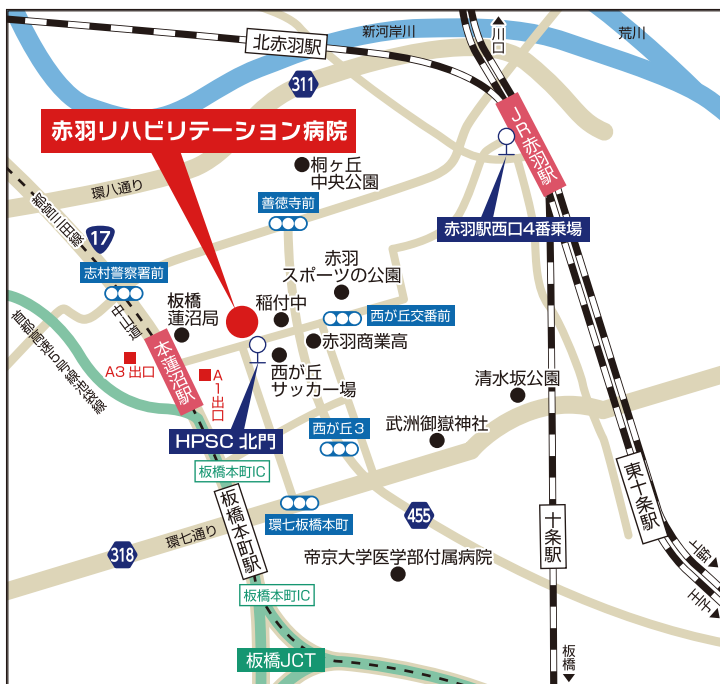 北赤羽駅
新河岸川
川口
荒川
311
赤羽リハビリテーション病院
JR赤羽駅
桐ヶ丘
中央公園
環八通り
善徳寺前
都営三田線
17
赤羽駅西口4番乗場
志村警察署前
赤羽
スポーツの公園
中山道
板橋
蓮沼局
稲付中
西が丘交番前
首都高速5号線池袋線
本蓮沼駅
赤羽商業高
A3出口
A1出口
西が丘
サッカー場
清水坂公園
HPSC 北門
西が丘3
武洲御嶽神社
板橋本町IC
板橋本町駅
環七板橋本町
455
十条駅
東十条駅
環七通り
318
帝京大学医学部付属病院
上野
王子
板橋本町IC
板橋JCT
板橋